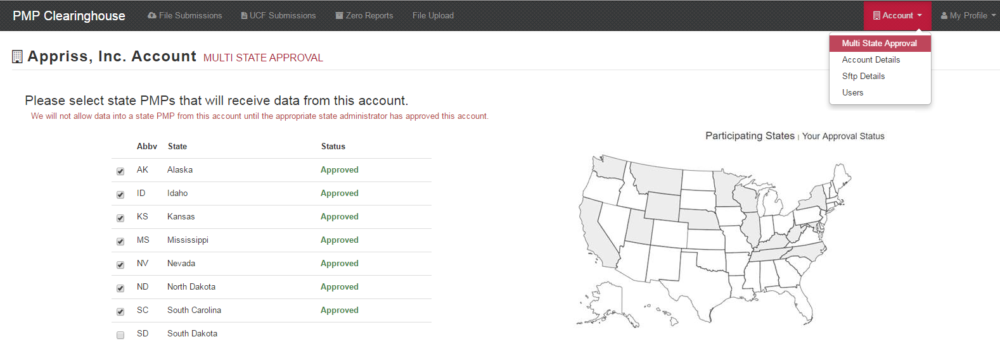 PMP Clearinghouse File Submissions UCF Submissions Zero Reports File Upload Account My Profile
Multi State Approval
Account Details
Sftp Details
Users
Appriss, Inc. Account MULTI STATE APPROVAL
Please select state PMPs that will receive data from this account.
We will not allow data into a state PMP from this account until the appropriate state administrator has approved this account.
Abbv State Status
AK Alaska Approved
ID Idaho Approved
KS Kansas Approved
MS Mississippi Approved
NV Nevada Approved
ND North Dakota Approved
SC South Carolina Approved
SD South Dakota
Participating States | Your Approval Status